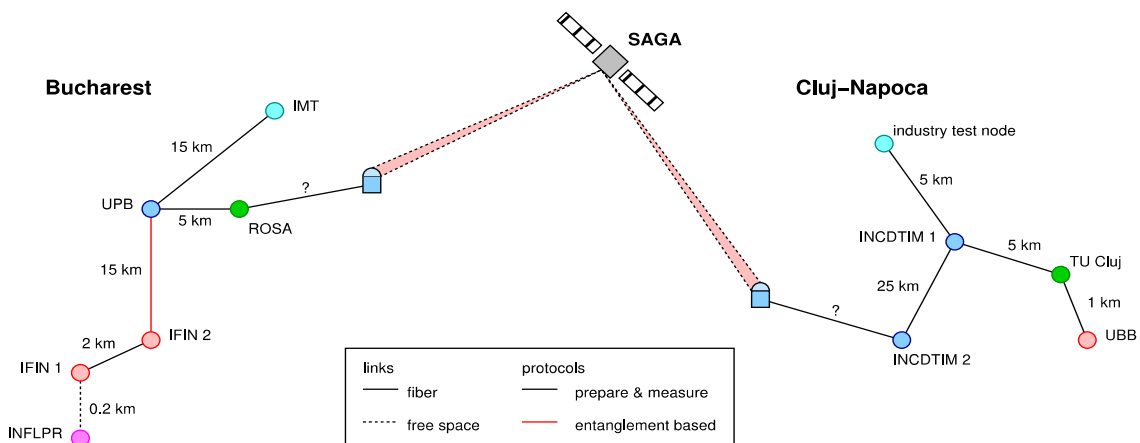 SAGA
Bucharest
Cluj–Napoca
IMT
industry test node
15 km
5 km
?
UPB
5 km
ROSA
INCDTIM 1
5 km
TU Cluj
15 km
25 km
1 km
?
IFIN 2
UBB
2 km
INCDTIM 2
IFIN 1
links
protocols
fiber
prepare & measure
0.2 km
free space
entanglement based
INFLPR